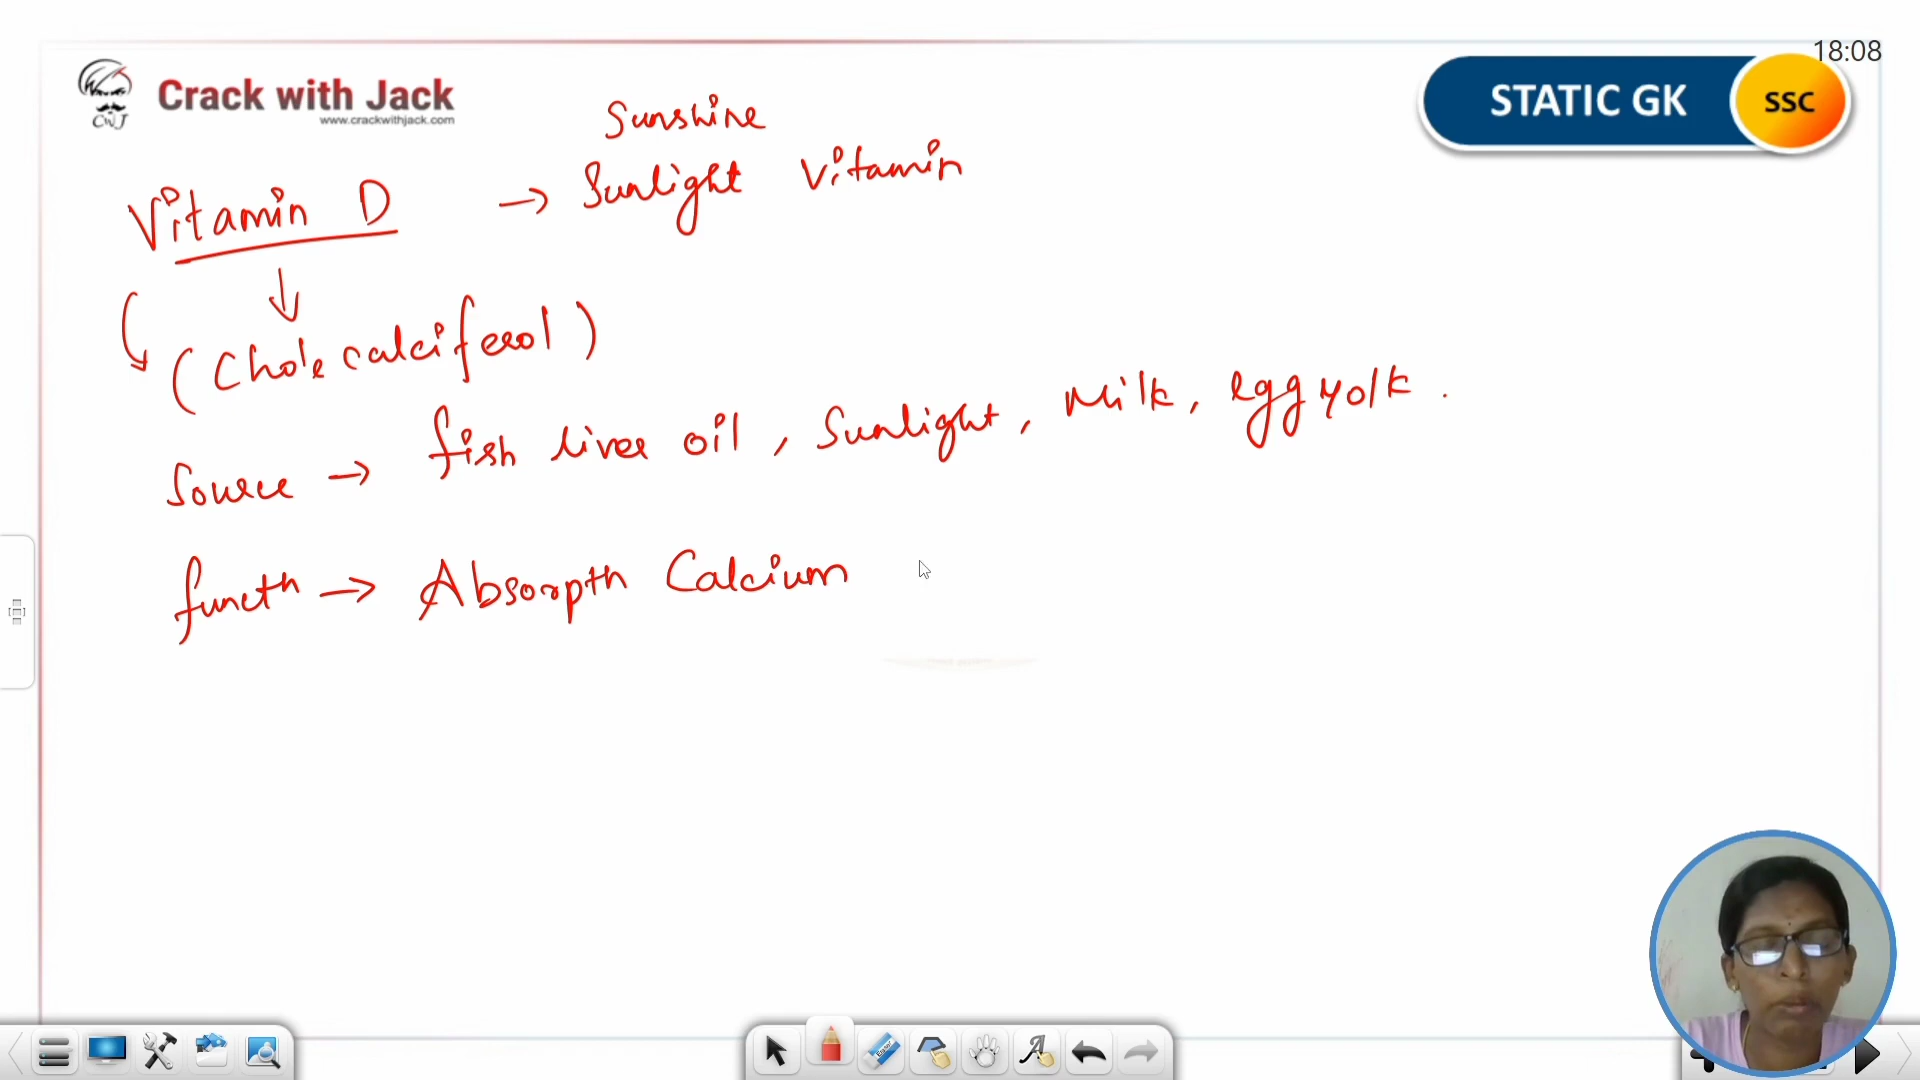 18:08
Crack with Jack
www.crackwithjack.com
CWJ
STATIC GK SSC
Sunshine
Vitamin D → Sunlight Vitamin
(Cholecalciferol)
Source → fish liver oil, Sunlight, Milk, egg yolk.
functn → Absorptn Calcium